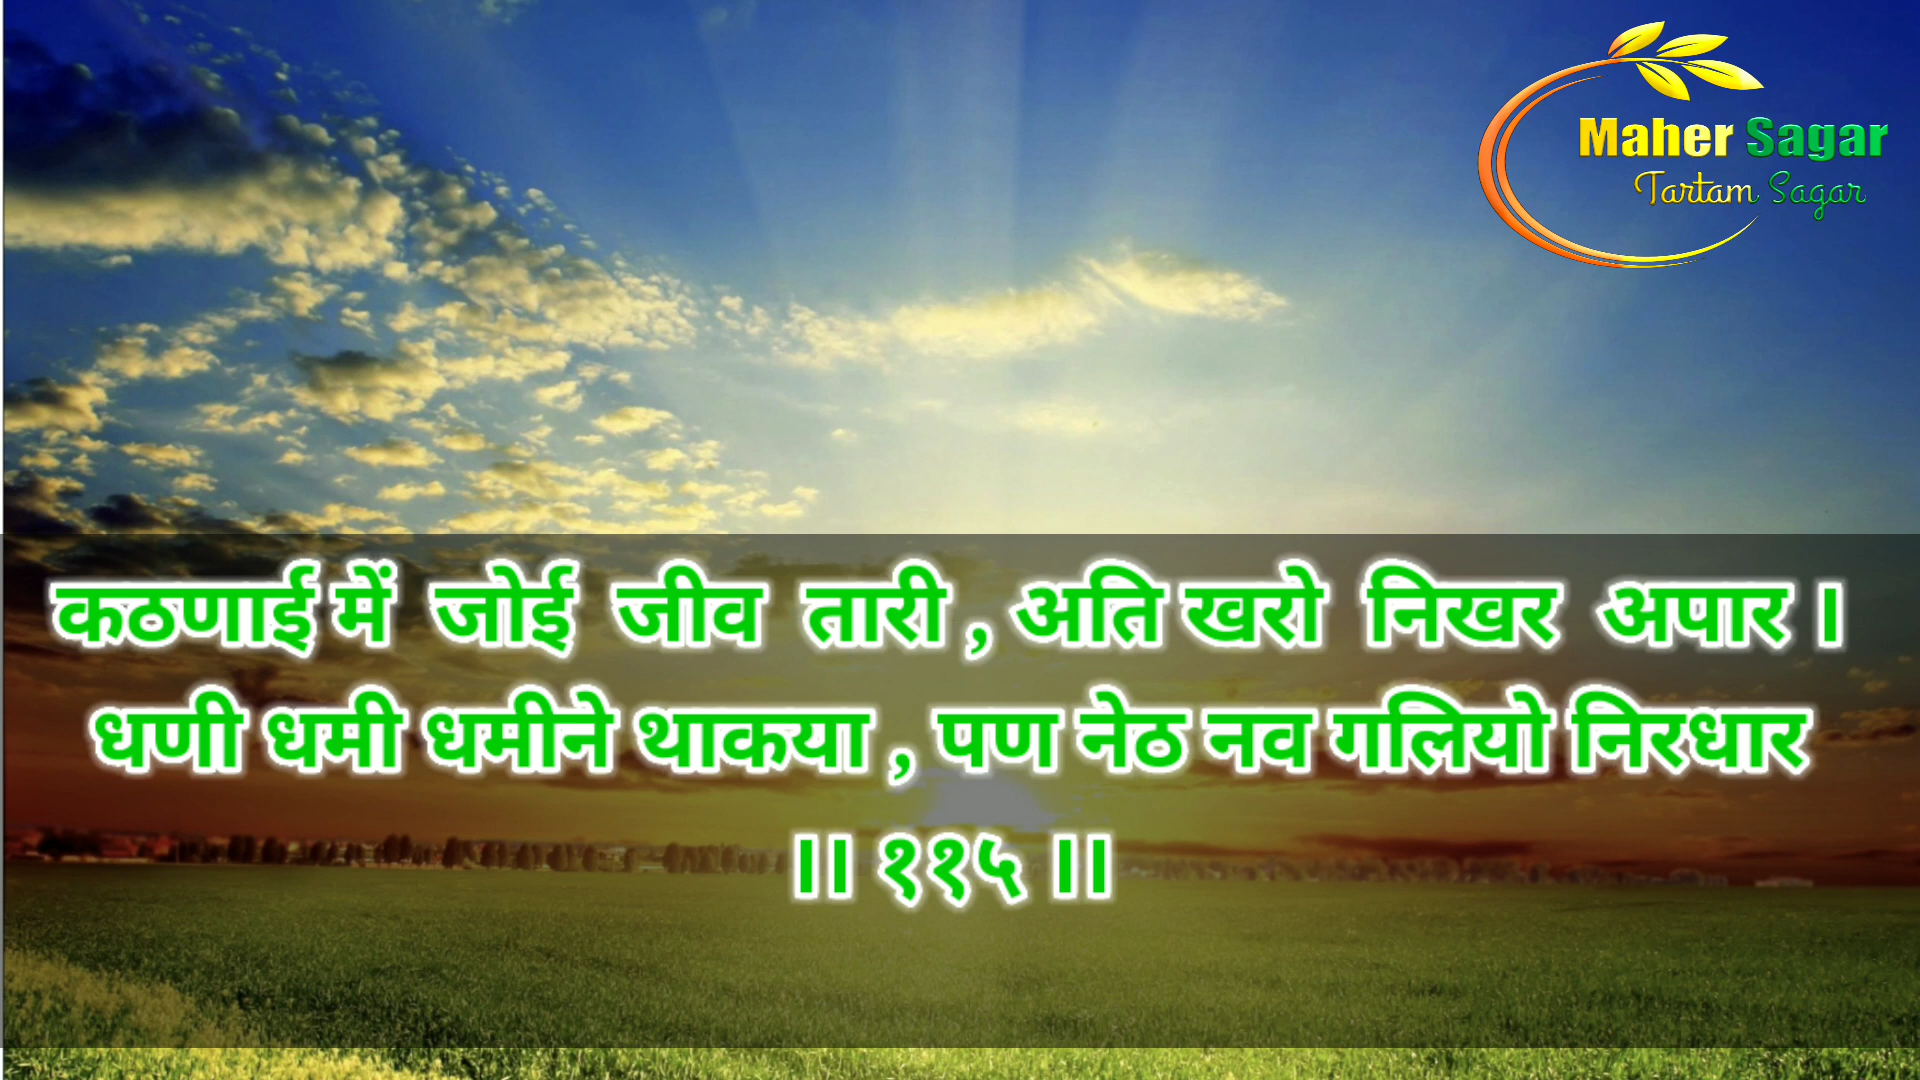 Maher Sagar
Tartam Sagar
कठणाई में जोई जीव तारी , अति खरो निखर अपार ।
धणी धमी धमीने थाकया , पण नेठ नव गलियो निरधार
।। ११५ ।।